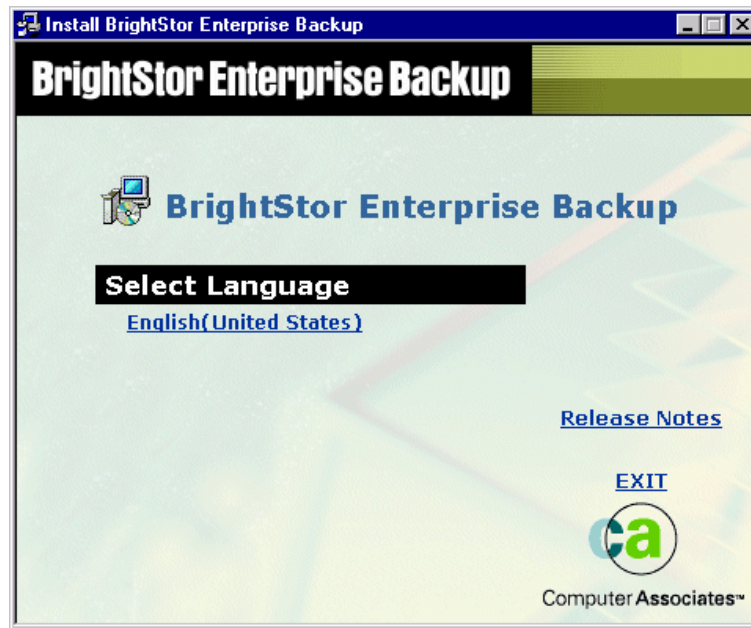 Install BrightStor Enterprise Backup
BrightStor Enterprise Backup
BrightStor Enterprise Backup
Select Language
English(United States)
Release Notes
EXIT
ca
Computer Associates™